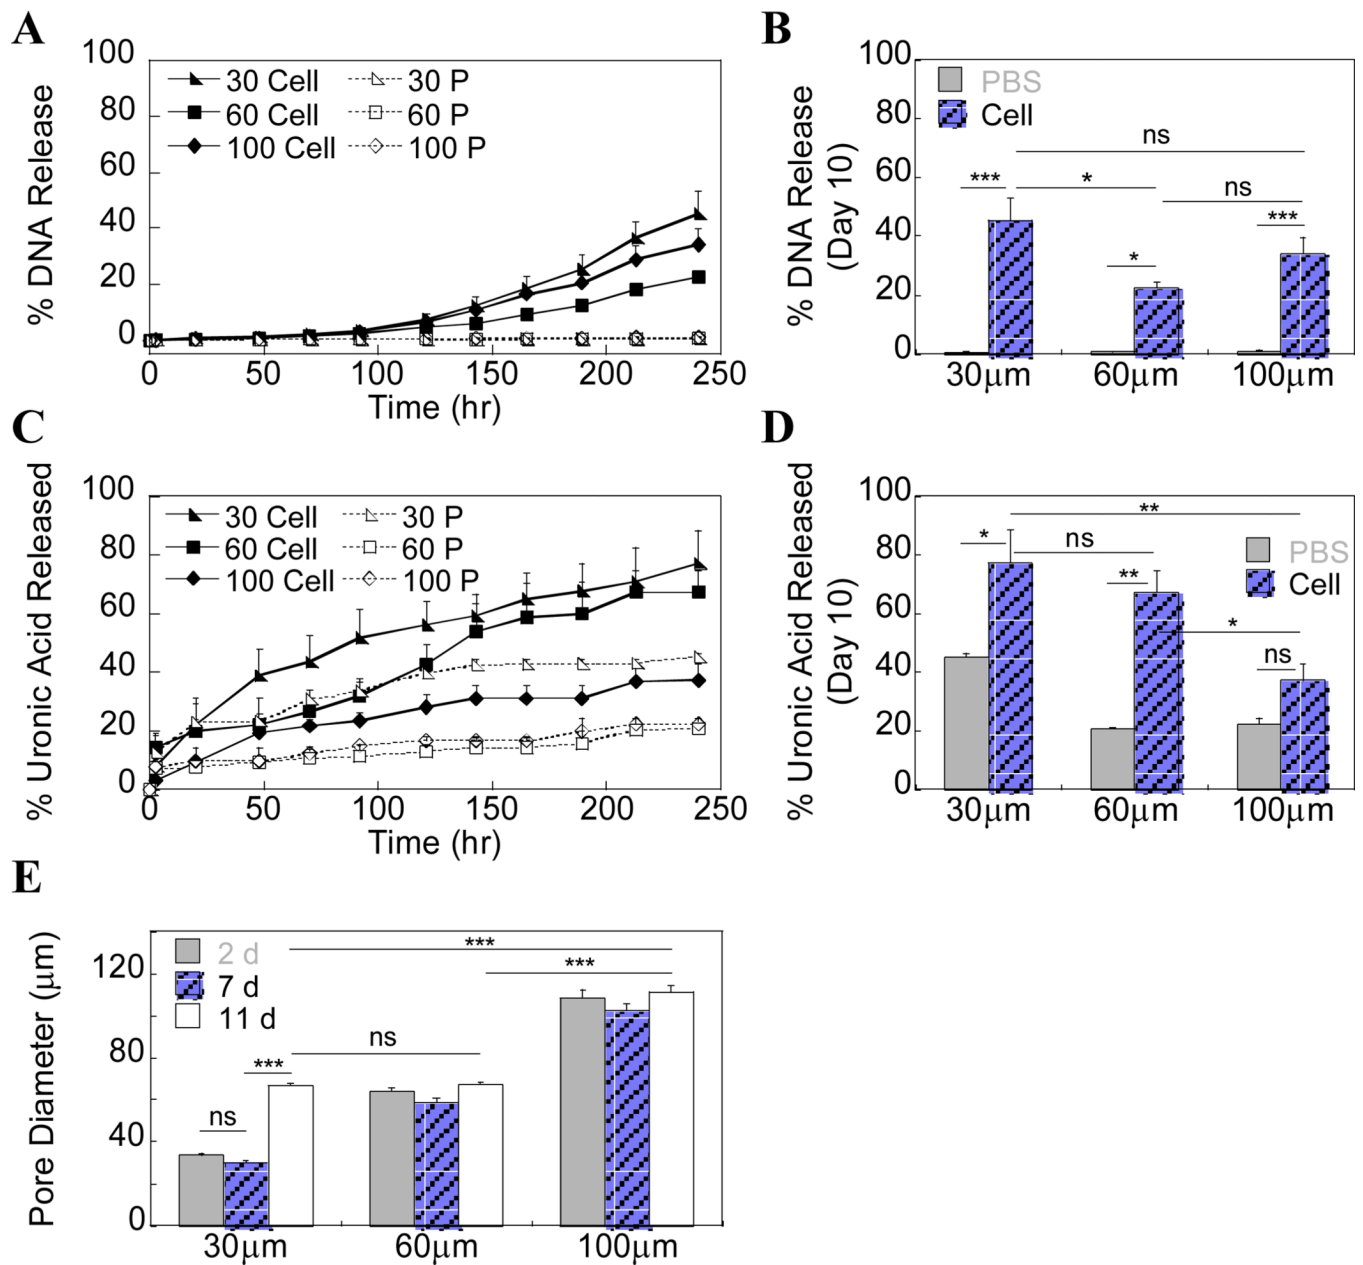 A
% DNA Release
100
80
60
40
20
0
30 Cell
30 P
60 Cell
60 P
100 Cell
100 P
0 50 100 150 200 250
Time (hr)
B
% DNA Release
(Day 10)
100
80
60
40
20
0
PBS
Cell
ns
*** * ns
* ***
30μm 60μm 100μm
C
% Uronic Acid Released
100
80
60
40
20
0
30 Cell
30 P
60 Cell
60 P
100 Cell
100 P
0 50 100 150 200 250
Time (hr)
D
% Uronic Acid Released
(Day 10)
100
80
60
40
20
0
**
* ns
PBS
Cell
**
*
ns
30μm 60μm 100μm
E
Pore Diameter (μm)
120
80
40
0
2 d
7 d
11 d
***
***
*** ns
ns
30μm 60μm 100μm